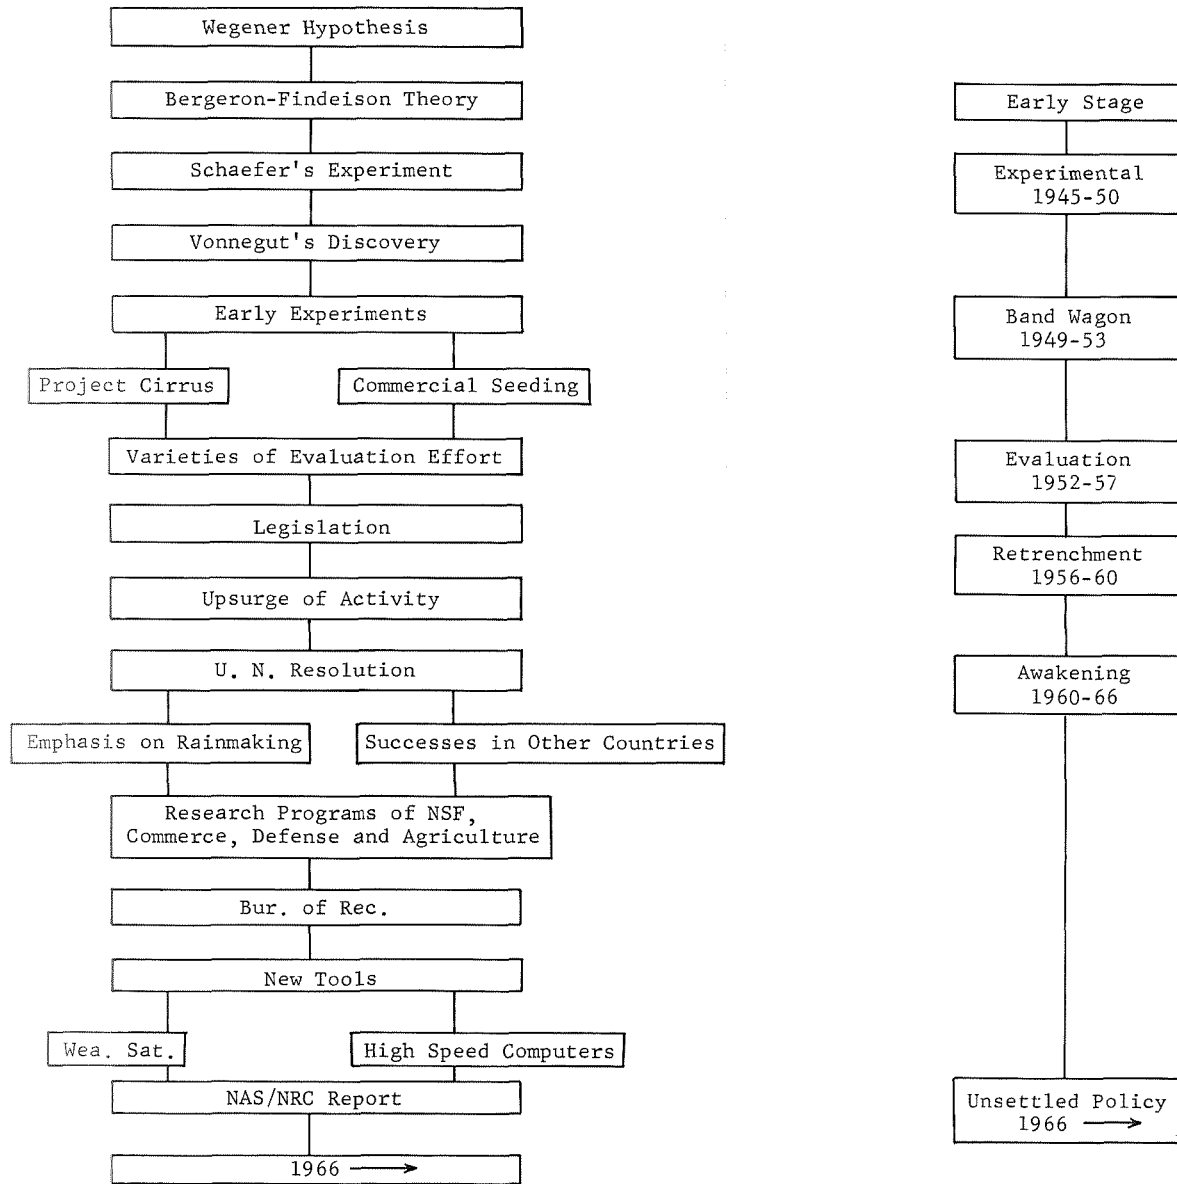 Wegener Hypothesis
Bergeron-Findeison Theory
Schaefer's Experiment
Vonnegut's Discovery
Early Experiments
Project Cirrus
Commercial Seeding
Varieties of Evaluation Effort
Legislation
Upsurge of Activity
U. N. Resolution
Emphasis on Rainmaking
Successes in Other Countries
Research Programs of NSF,
Commerce, Defense and Agriculture
Bur. of Rec.
New Tools
Wea. Sat.
High Speed Computers
NAS/NRC Report
1966 →
Early Stage
Experimental
1945-50
Band Wagon
1949-53
Evaluation
1952-57
Retrenchment
1956-60
Awakening
1960-66
Unsettled Policy
1966 →